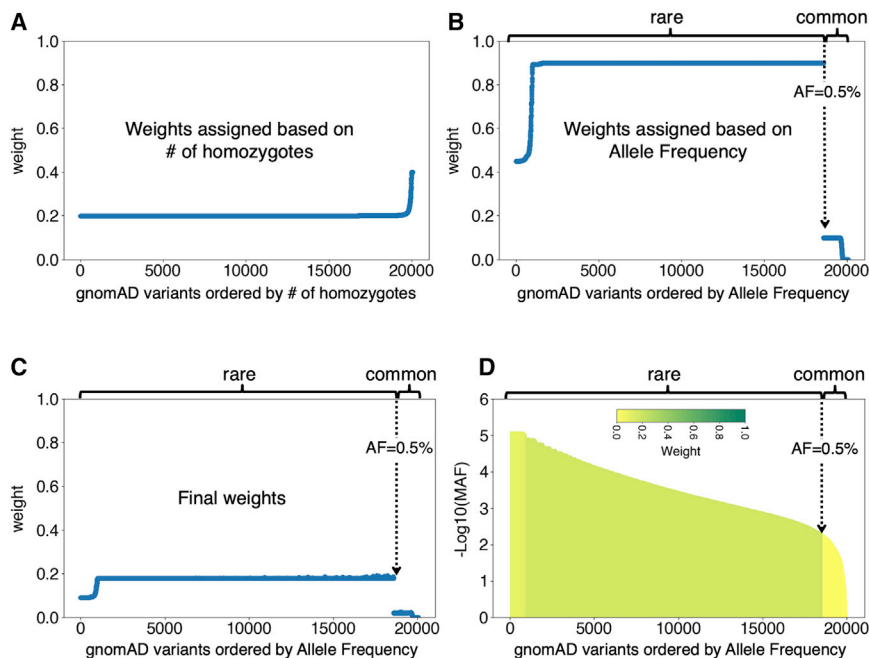 A
1.0
0.8
0.6
0.4
0.2
0.0
weight
Weights assigned based on
# of homozygotes
0 5000 10000 15000 20000
gnomAD variants ordered by # of homozygotes
B
rare common
1.0
0.8
0.6
0.4
0.2
0.0
weight
AF=0.5%
Weights assigned based on
Allele Frequency
0 5000 10000 15000 20000
gnomAD variants ordered by Allele Frequency
C
rare common
1.0
0.8
0.6
0.4
0.2
0.0
weight
AF=0.5%
Final weights
0 5000 10000 15000 20000
gnomAD variants ordered by Allele Frequency
D
rare common
6
5
4
3
2
1
0
-Log10(MAF)
0.0 0.2 0.4 0.6 0.8 1.0
Weight
AF=0.5%
0 5000 10000 15000 20000
gnomAD variants ordered by Allele Frequency